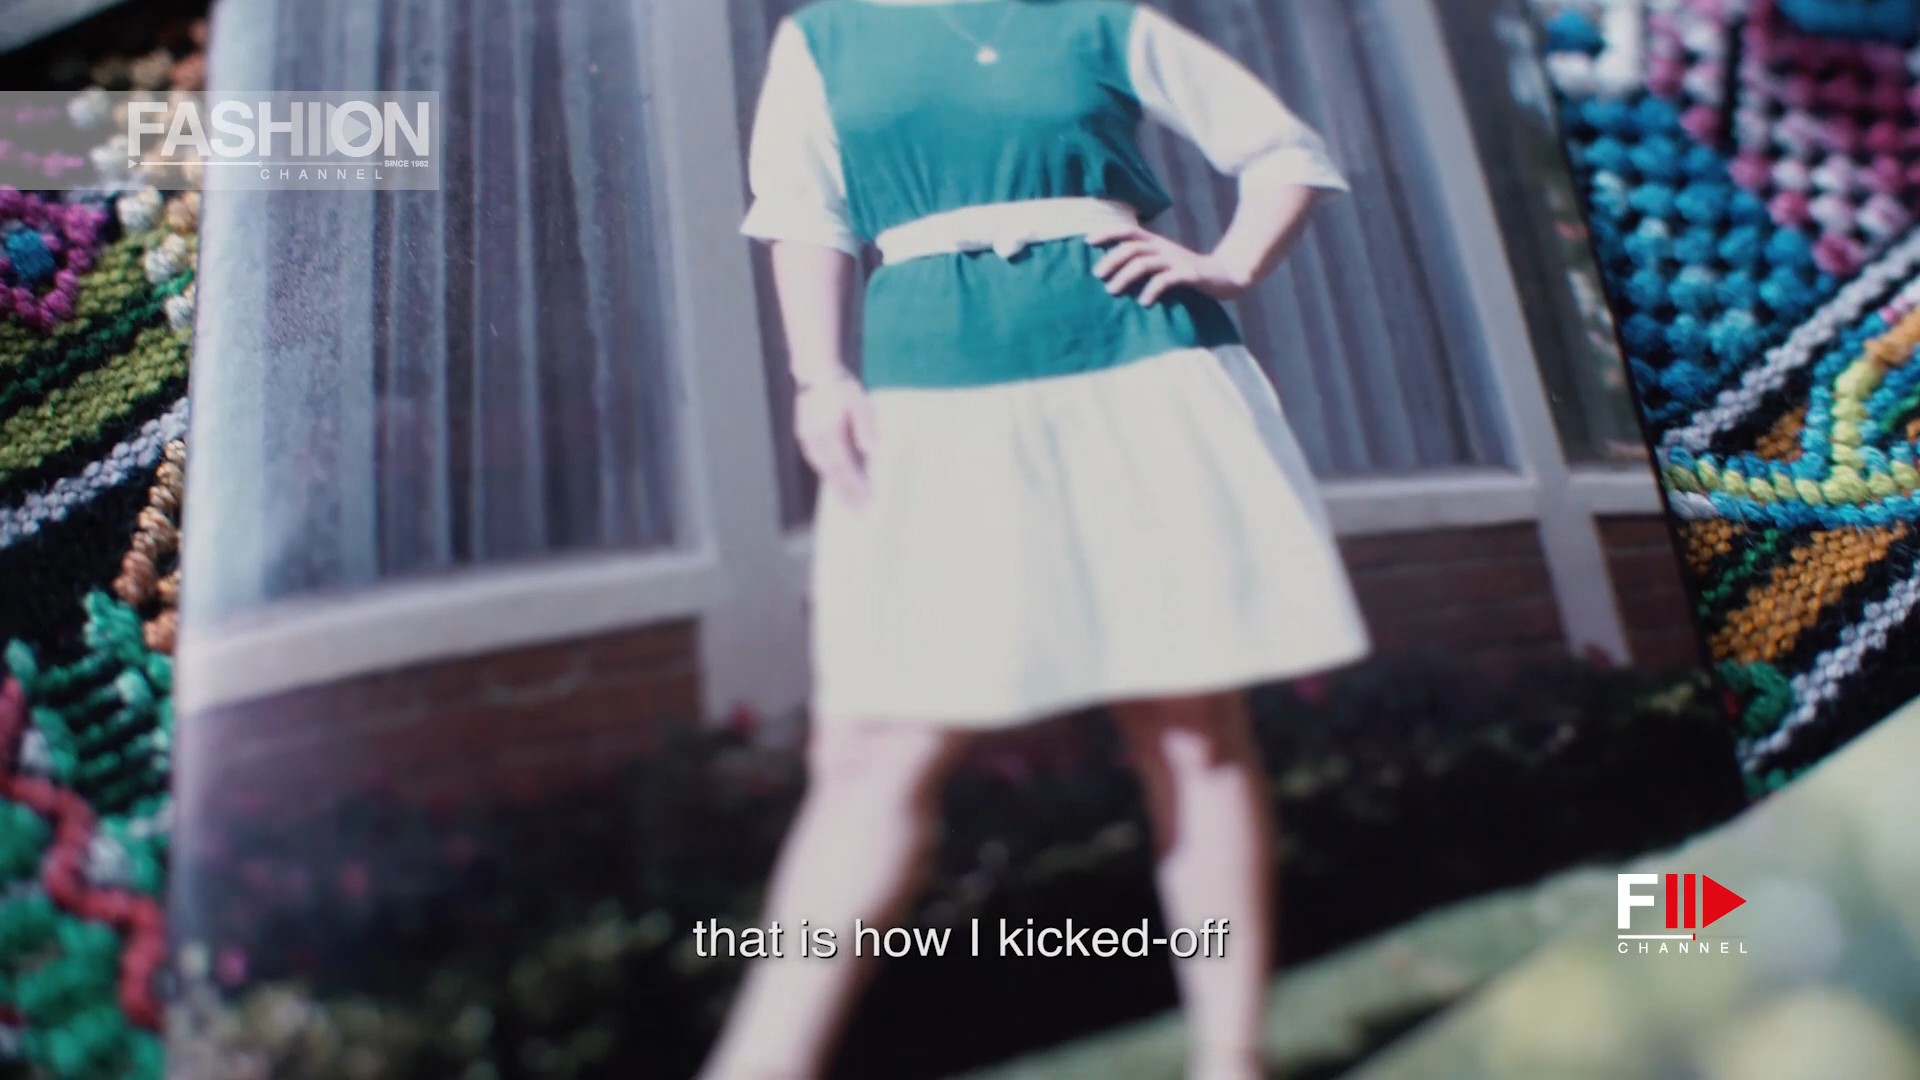 FASHION
SINCE 1982
CHANNEL
that is how I kicked-off
F
CHANNEL